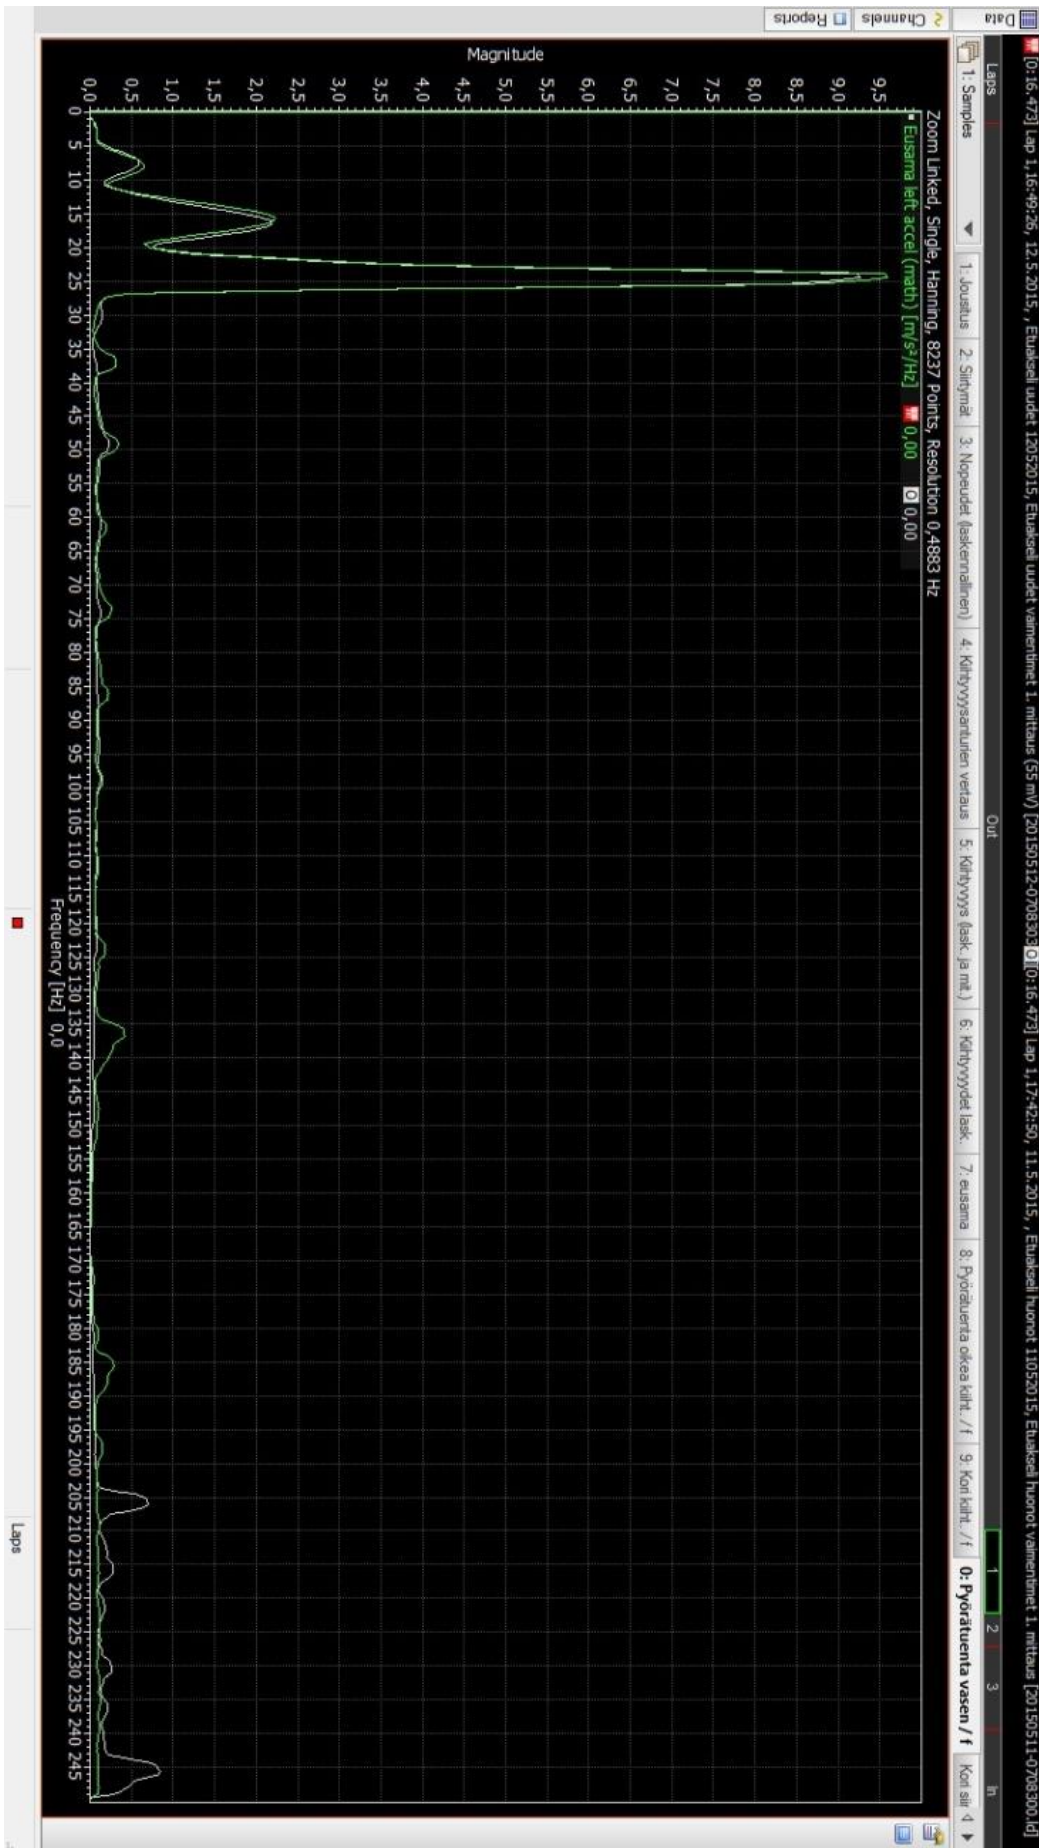 [0:16.473] Lap 1,16:49:26, 12.5.2015, , Etuakseli uudet 12052015, Etuakseli uudet vaimentimet 1. mittaus (55 mV) [20150512-0708303 O [0:16.473] Lap 1,17:42:50, 11.5.2015, , Etuakseli huonot 11052015, Etuakseli huonot vaimentimet 1. mittaus [20150511-0708300.ld]
Laps Out 1 2 3 In
Data
Channels
Reports
1: Samples 1: Jousitus 2: Siirtymät 3: Nopeudet (laskennallinen) 4: Kiihtyvyysanturien vertaus 5: Kiihtyvyys (lask. ja mit.) 6: Kiihtyvyydet lask. 7: eusama 8: Pyörätuenta oikea kiiht. / f 9: Kori kiiht. / f 0: Pyörätuenta vasen / f Kori siir
Zoom Linked, Single, Hanning, 8237 Points, Resolution 0,4883 Hz
Eusama left accel (math) [m/s²/Hz] 0,00 O 0,00
9,5
9,0
8,5
8,0
7,5
7,0
6,5
6,0
5,5
5,0
4,5
4,0
3,5
3,0
2,5
2,0
1,5
1,0
0,5
0,0
Magnitude
0 5 10 15 20 25 30 35 40 45 50 55 60 65 70 75 80 85 90 95 100 105 110 115 120 125 130 135 140 145 150 155 160 165 170 175 180 185 190 195 200 205 210 215 220 225 230 235 240 245
Frequency [Hz] 0,0
Laps